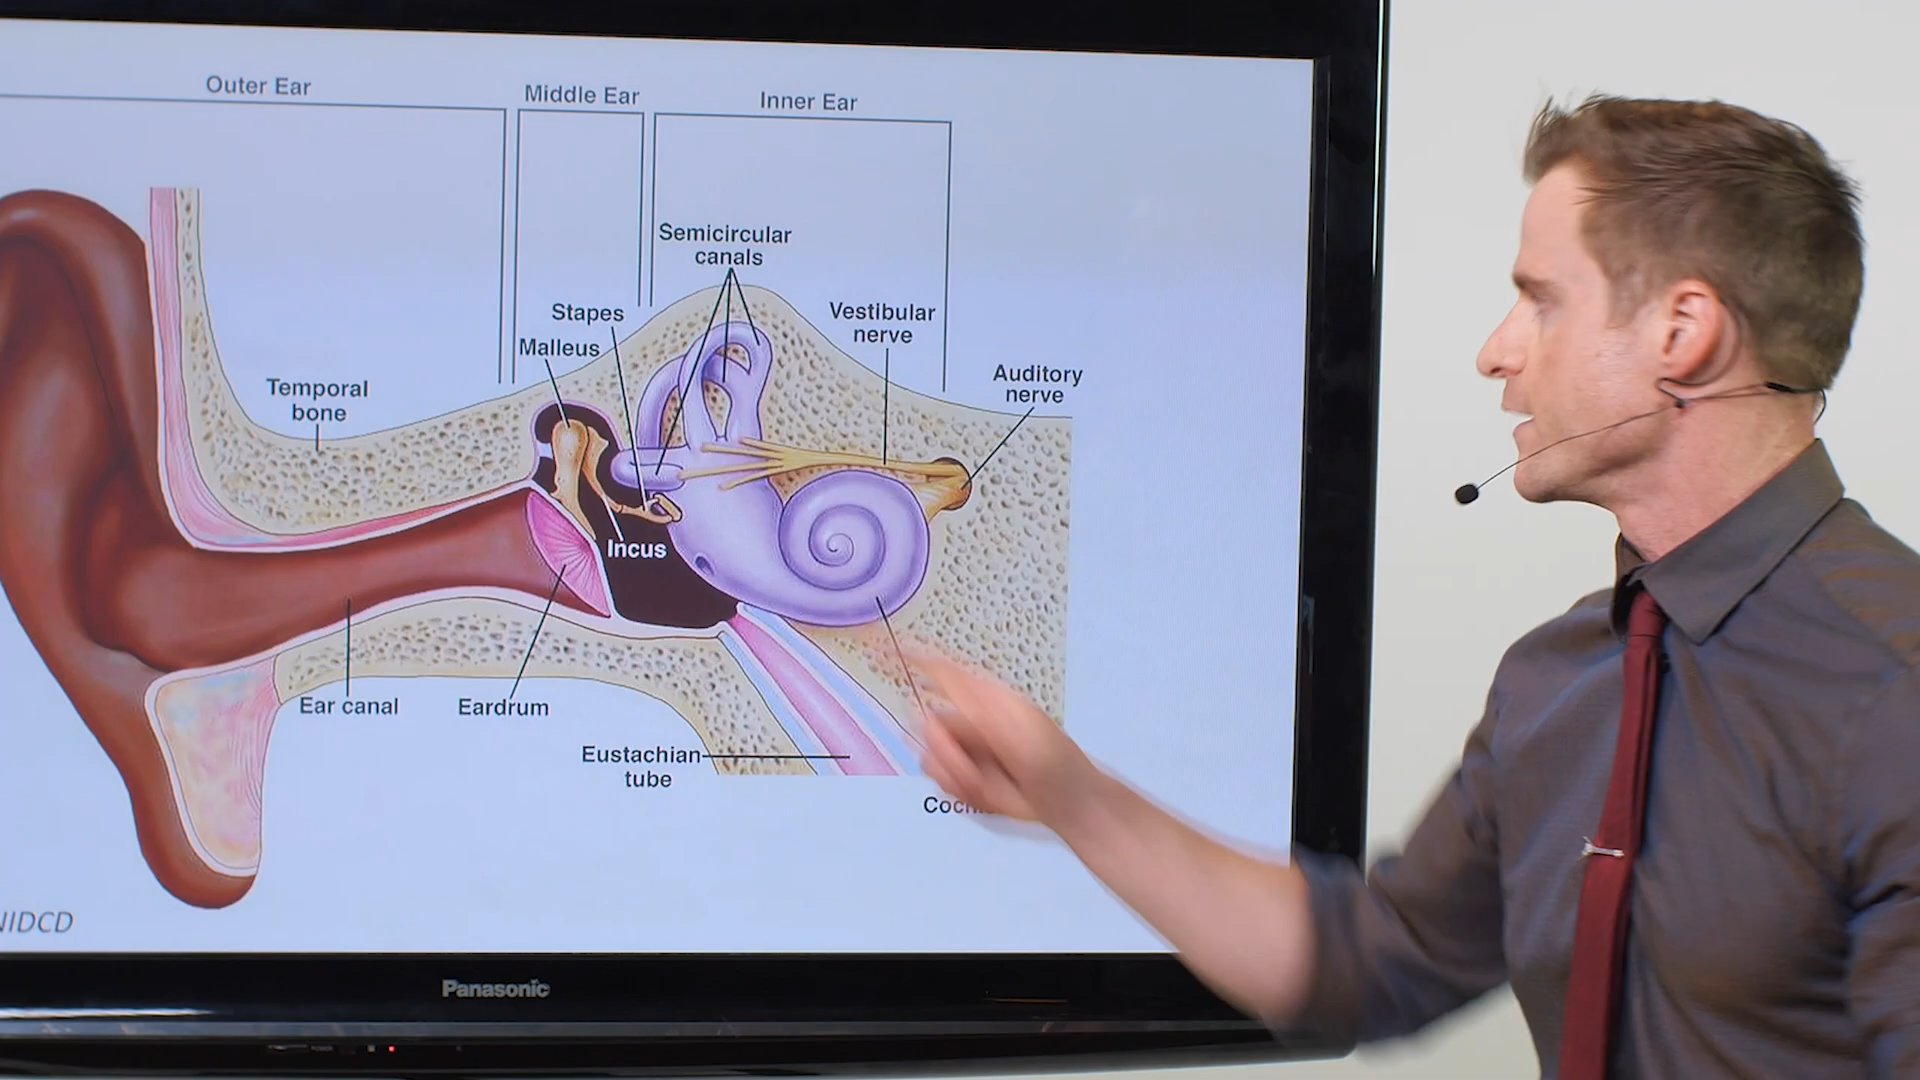 Outer Ear
Middle Ear
Inner Ear
Semicircular
canals
Stapes
Vestibular
nerve
Malleus
Auditory
nerve
Temporal
bone
Incus
Ear canal
Eardrum
Eustachian
tube
NIDCD
Panasonic